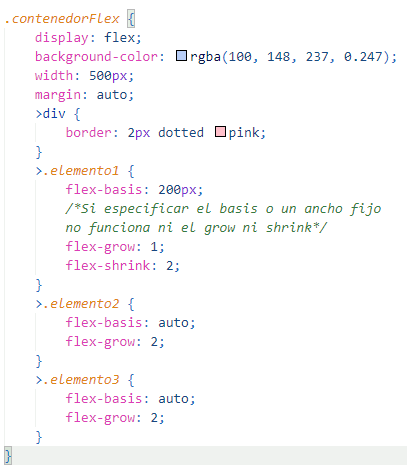 .contenedorFlex {
display: flex;
background-color: rgba(100, 148, 237, 0.247);
width: 500px;
margin: auto;
>div {
border: 2px dotted pink;
}
>.elemento1 {
flex-basis: 200px;
/*Si especificar el basis o un ancho fijo
no funciona ni el grow ni shrink*/
flex-grow: 1;
flex-shrink: 2;
}
>.elemento2 {
flex-basis: auto;
flex-grow: 2;
}
>.elemento3 {
flex-basis: auto;
flex-grow: 2;
}
}